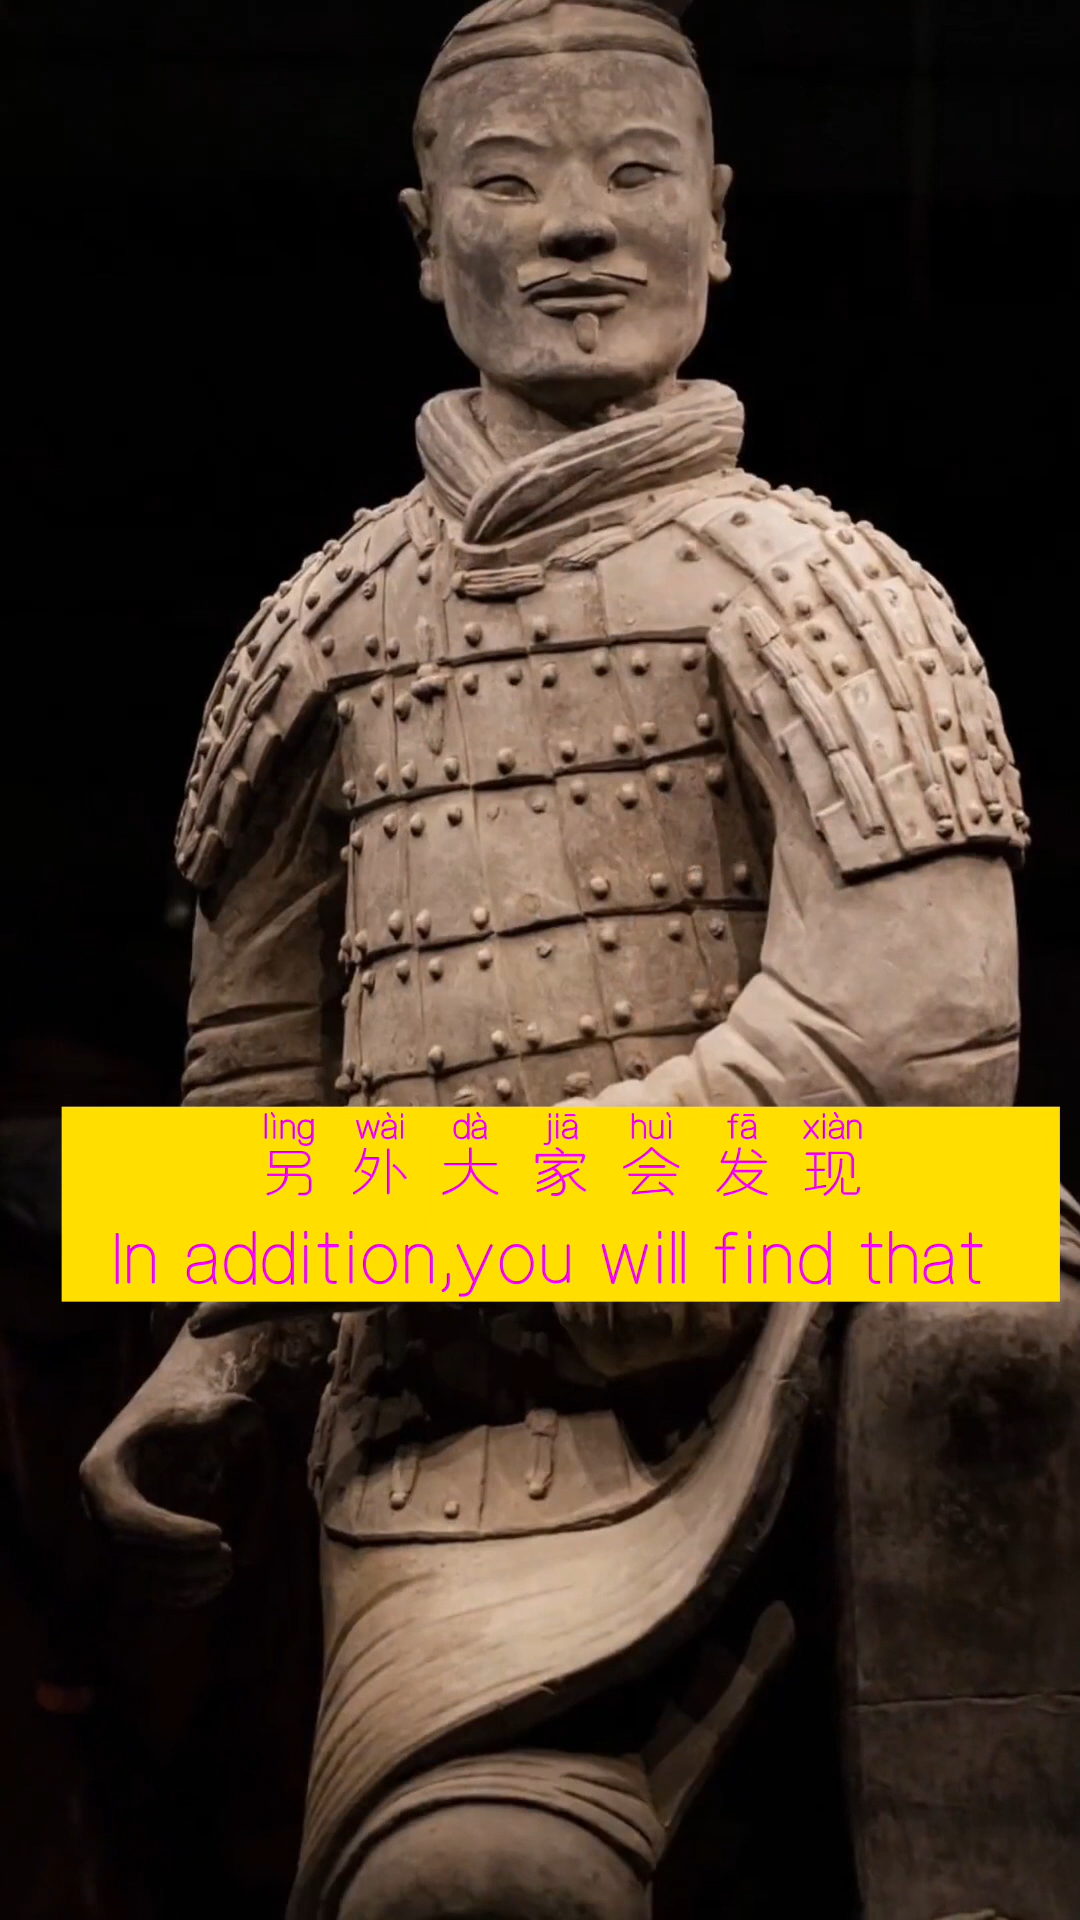 lìng wài dà jiā huì fā xiàn
另外大家会发现
In addition,you will find that